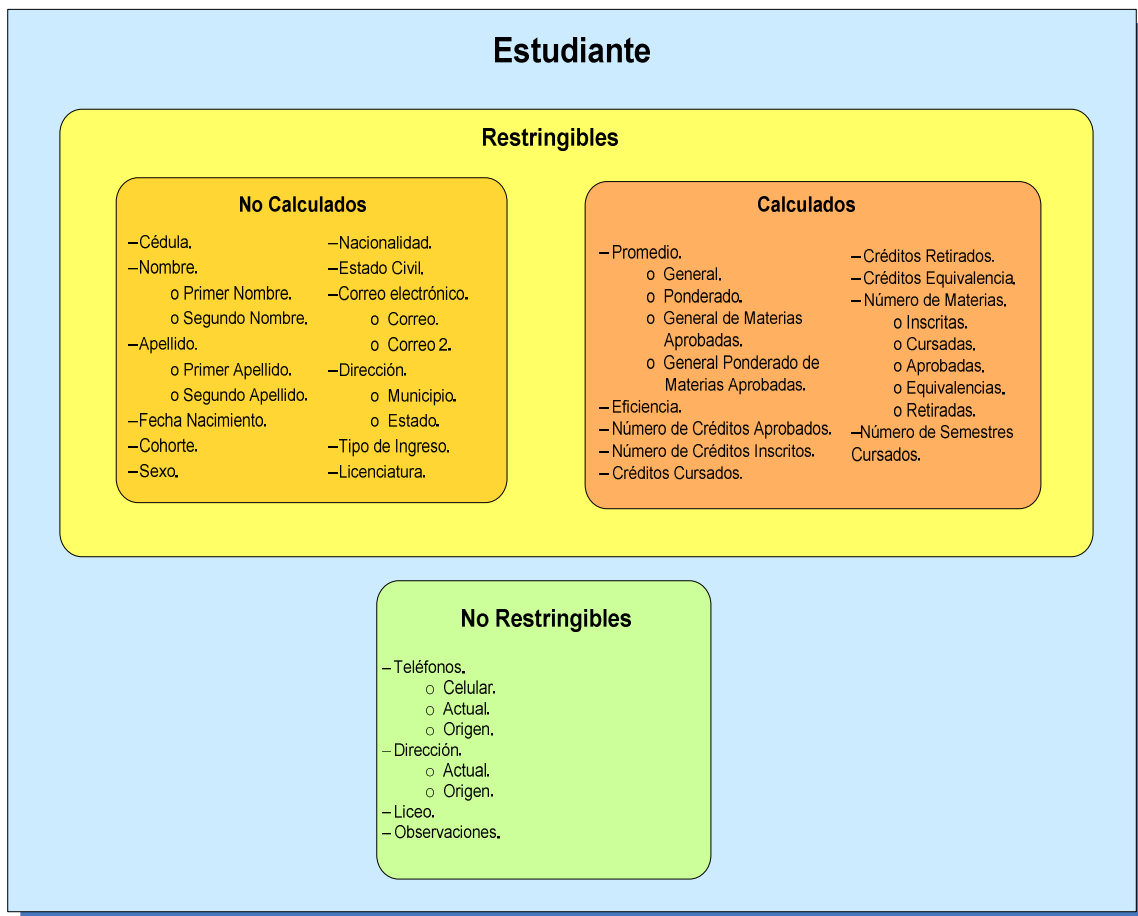 Estudiante
Restringibles
No Calculados
–Cédula.
–Nombre.
o Primer Nombre.
o Segundo Nombre.
–Apellido.
o Primer Apellido.
o Segundo Apellido.
–Fecha Nacimiento.
–Cohorte.
–Sexo.
–Nacionalidad.
–Estado Civil.
–Correo electrónico.
o Correo.
o Correo 2.
–Dirección.
o Municipio.
o Estado.
–Tipo de Ingreso.
–Licenciatura.
Calculados
–Promedio.
o General.
o Ponderado.
o General de Materias
Aprobadas.
o General Ponderado de
Materias Aprobadas.
–Eficiencia.
–Número de Créditos Aprobados.
–Número de Créditos Inscritos.
–Créditos Cursados.
–Créditos Retirados.
–Créditos Equivalencia.
–Número de Materias.
o Inscritas.
o Cursadas.
o Aprobadas.
o Equivalencias.
o Retiradas.
–Número de Semestres
Cursados.
No Restringibles
–Teléfonos.
o Celular.
o Actual.
o Origen.
–Dirección.
o Actual.
o Origen.
–Liceo.
–Observaciones.